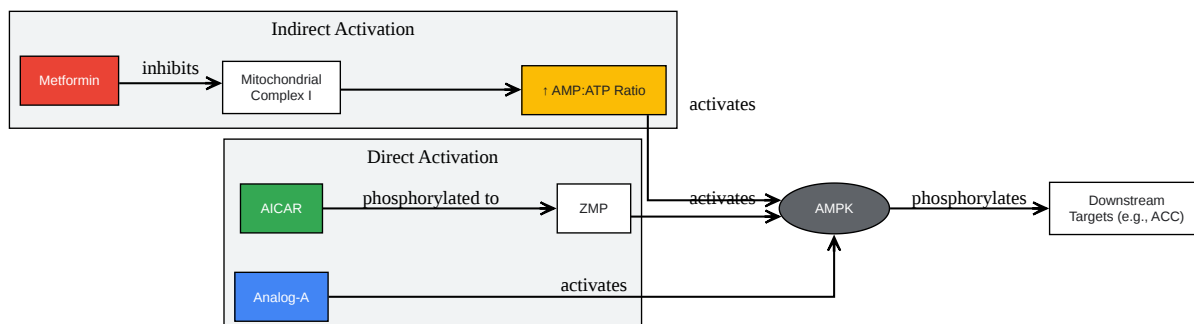 Indirect Activation
Metformin
inhibits
Mitochondrial
Complex I
↑ AMP:ATP Ratio
activates
Direct Activation
AICAR
phosphorylated to
ZMP
activates
AMPK
phosphorylates
Downstream
Targets (e.g., ACC)
Analog-A
activates